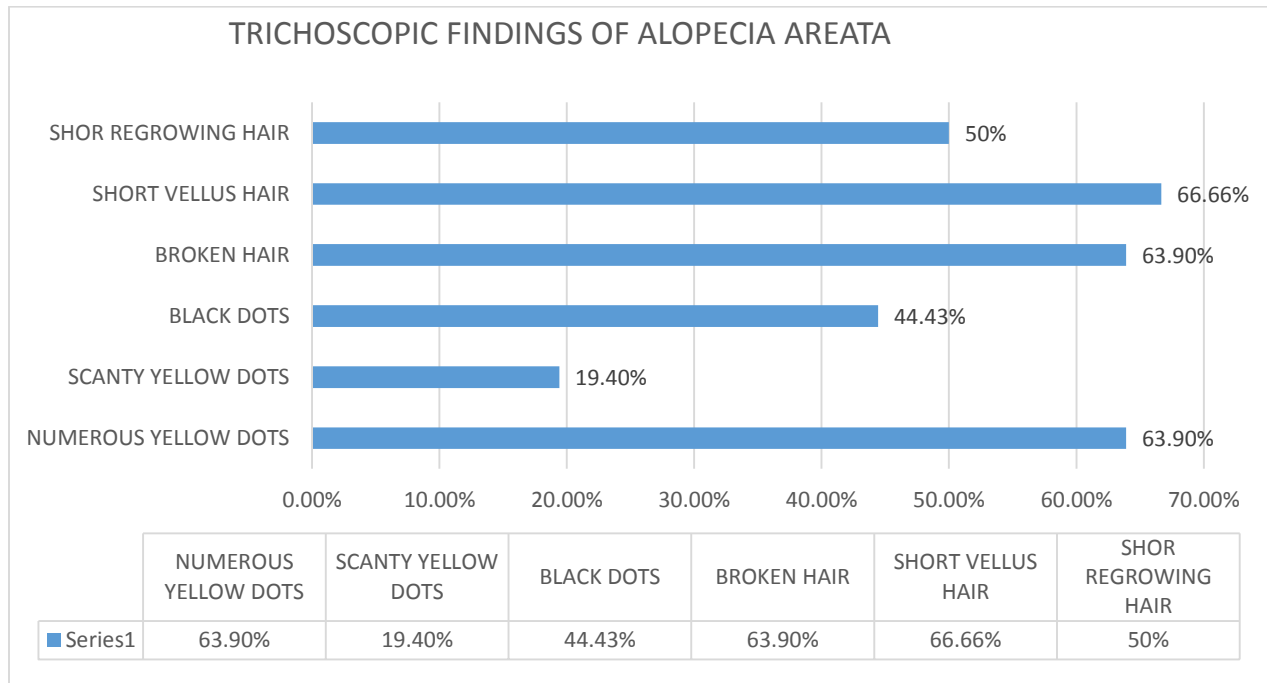 TRICHOSCOPIC FINDINGS OF ALOPECIA AREATA
SHOR REGROWING HAIR
50%
SHORT VELLUS HAIR
66.66%
BROKEN HAIR
63.90%
BLACK DOTS
44.43%
SCANTY YELLOW DOTS
19.40%
NUMEROUS YELLOW DOTS
63.90%
0.00% 10.00% 20.00% 30.00% 40.00% 50.00% 60.00% 70.00%
NUMEROUS
YELLOW DOTS
SCANTY YELLOW
DOTS
BLACK DOTS
BROKEN HAIR
SHORT VELLUS
HAIR
SHOR
REGROWING
HAIR
Series1 63.90% 19.40% 44.43% 63.90% 66.66% 50%